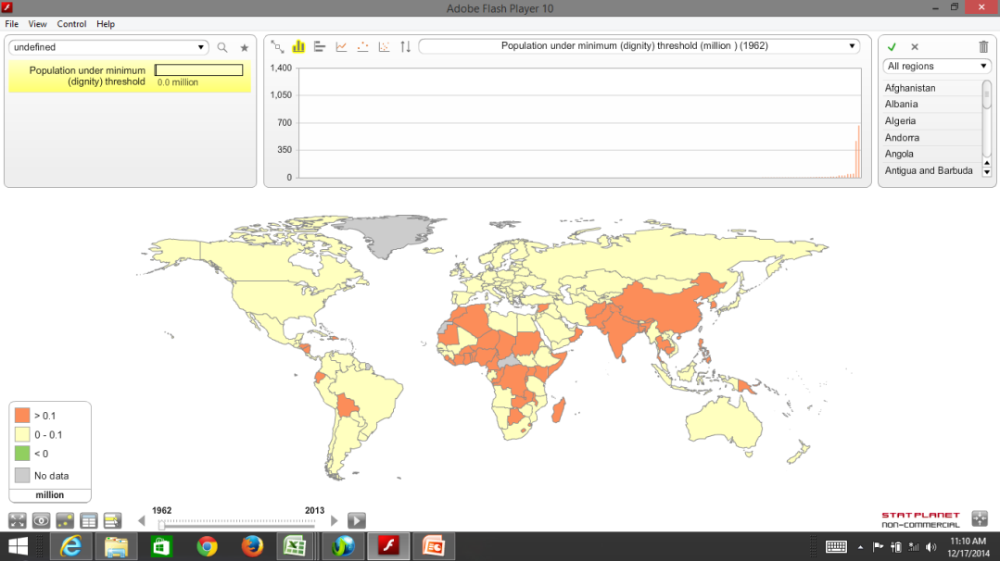 Adobe Flash Player 10
File View Control Help
undefined
Population under minimum
(dignity) threshold
0.0 million
Population under minimum (dignity) threshold (million ) (1962)
1,400
1,050
700
350
0
All regions
Afghanistan
Albania
Algeria
Andorra
Angola
Antigua and Barbuda
> 0.1
0 - 0.1
< 0
No data
million
1962 2013
STATPLANET
NON-COMMERCIAL
11:10 AM
12/17/2014